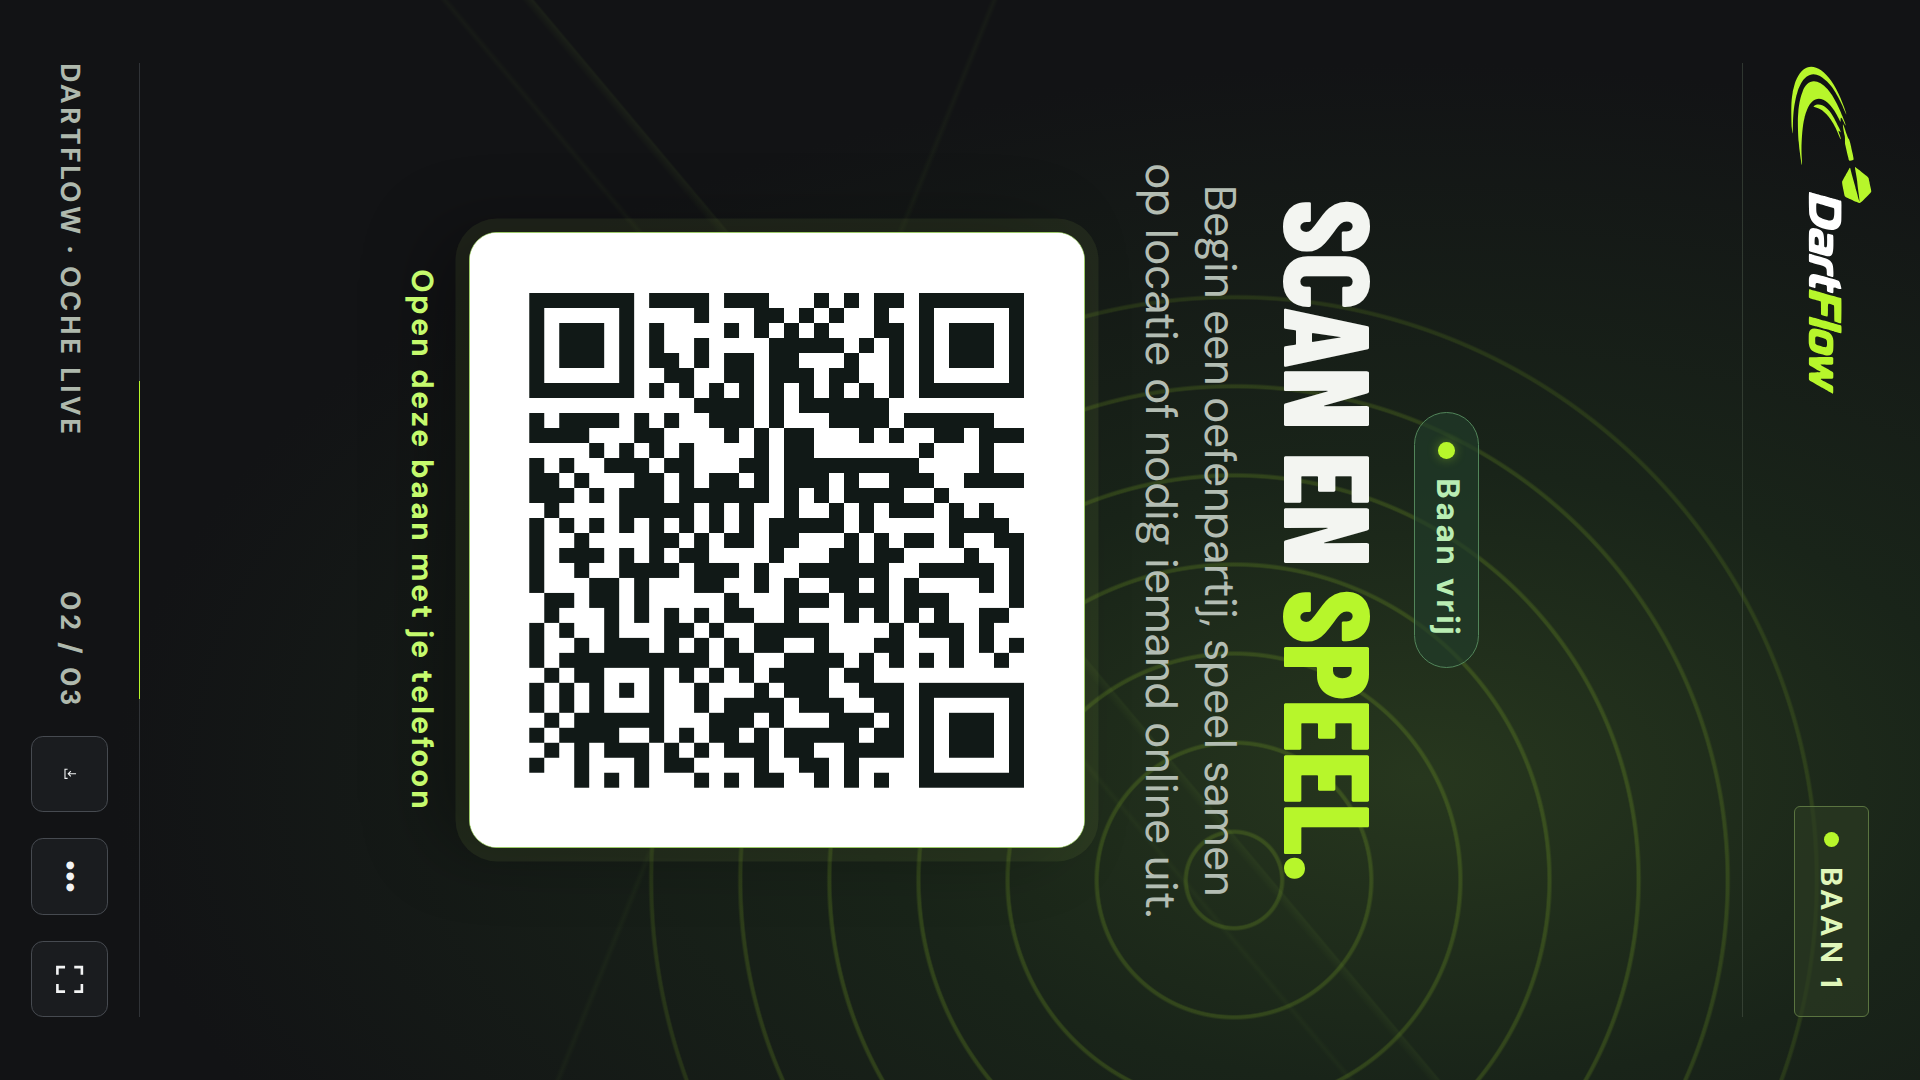 DartFlow
BAAN 1
Baan vrij
SCAN EN SPEEL.
Begin een oefenpartij, speel samen
op locatie of nodig iemand online uit.
Open deze baan met je telefoon
DARTFLOW · OCHE LIVE
02 / 03